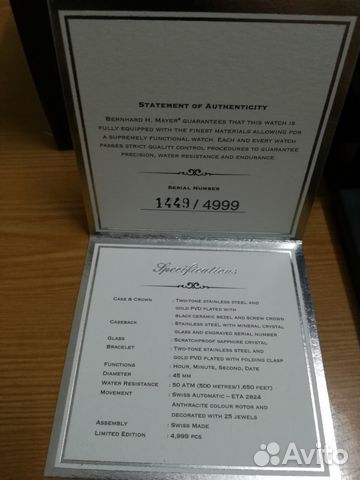 STATEMENT OF AUTHENTICITY
BERNHARD H. MAYER® GUARANTEES THAT THIS WATCH IS
FULLY EQUIPPED WITH THE FINEST MATERIALS ALLOWING FOR
A SUPREMELY FUNCTIONAL WATCH. EACH AND EVERY WATCH
PASSES STRICT QUALITY CONTROL PROCEDURES TO GUARANTEE
PRECISION, WATER RESISTANCE AND ENDURANCE.
SERIAL NUMBER
1449 / 4999
Specifications
CASE & CROWN : TWO-TONE STAINLESS STEEL AND
GOLD PVD PLATED WITH
BLACK CERAMIC BEZEL AND SCREW CROWN
CASEBACK : STAINLESS STEEL WITH MINERAL CRYSTAL
GLASS AND ENGRAVED SERIAL NUMBER
GLASS : SCRATCHPROOF SAPPHIRE CRYSTAL
BRACELET : TWO-TONE STAINLESS STEEL AND
GOLD PVD PLATED WITH FOLDING CLASP
FUNCTIONS : HOUR, MINUTE, SECOND, DATE
DIAMETER : 45 MM
WATER RESISTANCE : 50 ATM (500 METRES/1,650 FEET)
MOVEMENT : SWISS AUTOMATIC – ETA 2824
ANTHRACITE COLOUR ROTOR AND
DECORATED WITH 25 JEWELS
ASSEMBLY : SWISS MADE
LIMITED EDITION : 4,999 PCS
Avito